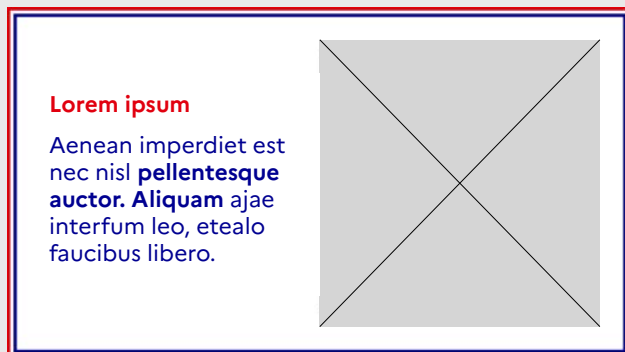 Lorem ipsum
Aenean imperdiet est
nec nisl pellentesque
auctor. Aliquam ajae
interfum leo, etealo
faucibus libero.